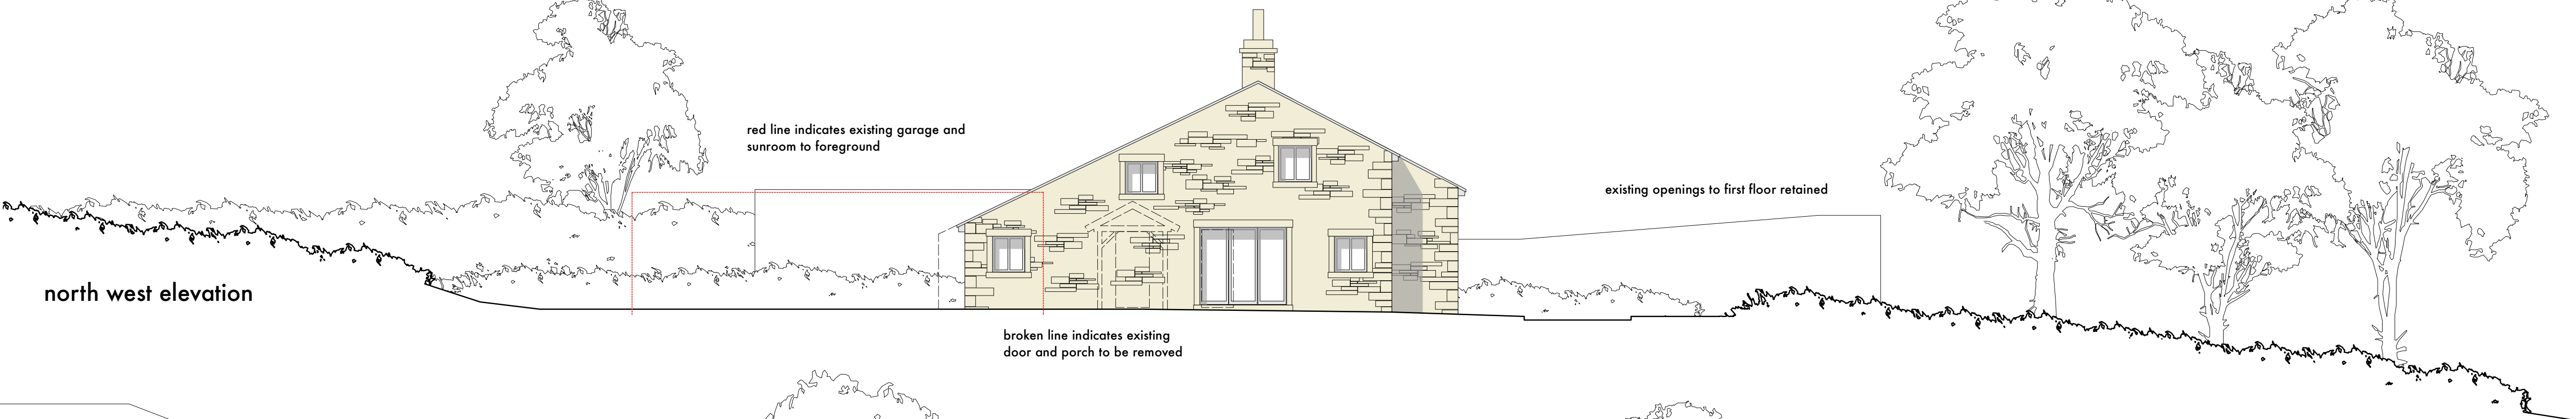 red line indicates existing garage and
sunroom to foreground
existing openings to first floor retained
north west elevation
broken line indicates existing
door and porch to be removed